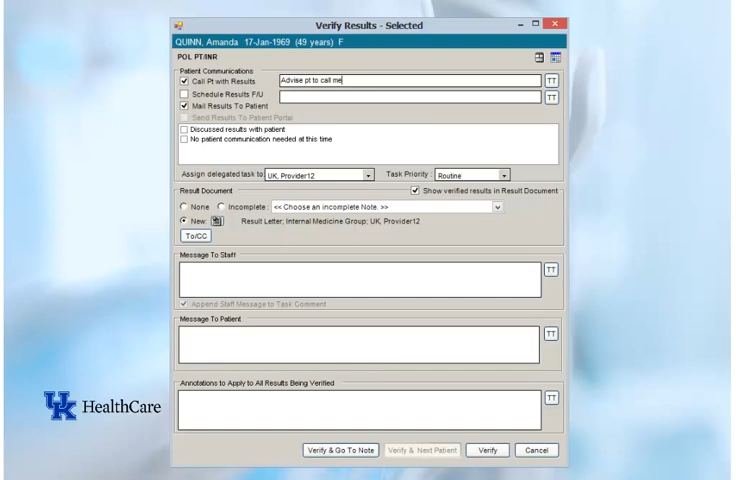 Verify Results - Selected
QUINN, Amanda 17-Jan-1969 (49 years) F
POL PT/INR
Patient Communications
Call Pt with Results
Advise pt to call me
TT
Schedule Results F/U
TT
Mail Results To Patient
Send Results To Patient Portal
Discussed results with patient
No patient communication needed at this time
Assign delegated task to UK, Provider12 Task Priority : Routine
Result Document
Show verified results in Result Document
None Incomplete : << Choose an incomplete Note. >>
New: Result Letter; Internal Medicine Group; UK, Provider12
To/CC
Message To Staff
TT
Append Staff Message to Task Comment
Message To Patient
TT
Annotations to Apply to All Results Being Verified
TT
UK HealthCare
Verify & Go To Note Verify & Next Patient Verify Cancel